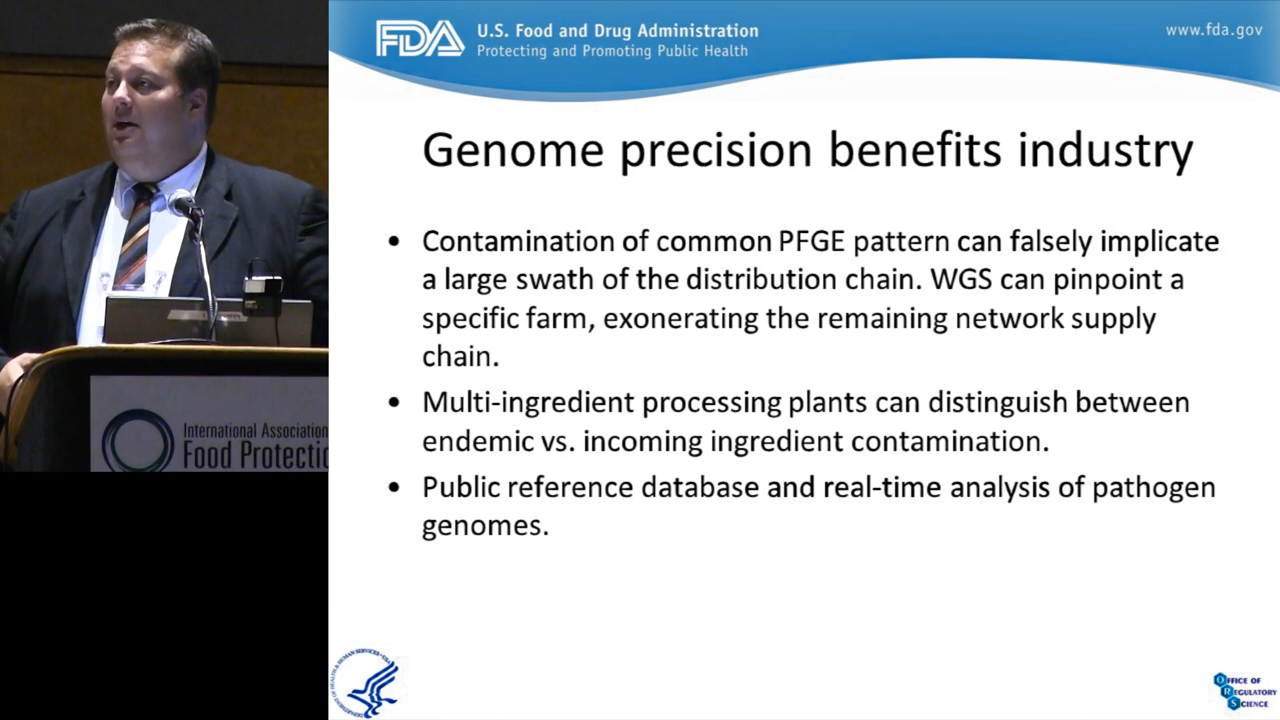 FDA U.S. Food and Drug Administration
Protecting and Promoting Public Health
www.fda.gov
Genome precision benefits industry
• Contamination of common PFGE pattern can falsely implicate
a large swath of the distribution chain. WGS can pinpoint a
specific farm, exonerating the remaining network supply
chain.
• Multi-ingredient processing plants can distinguish between
endemic vs. incoming ingredient contamination.
• Public reference database and real-time analysis of pathogen
genomes.
International Association
Food Protectio
OFFICE OF
REGULATORY
SCIENCE